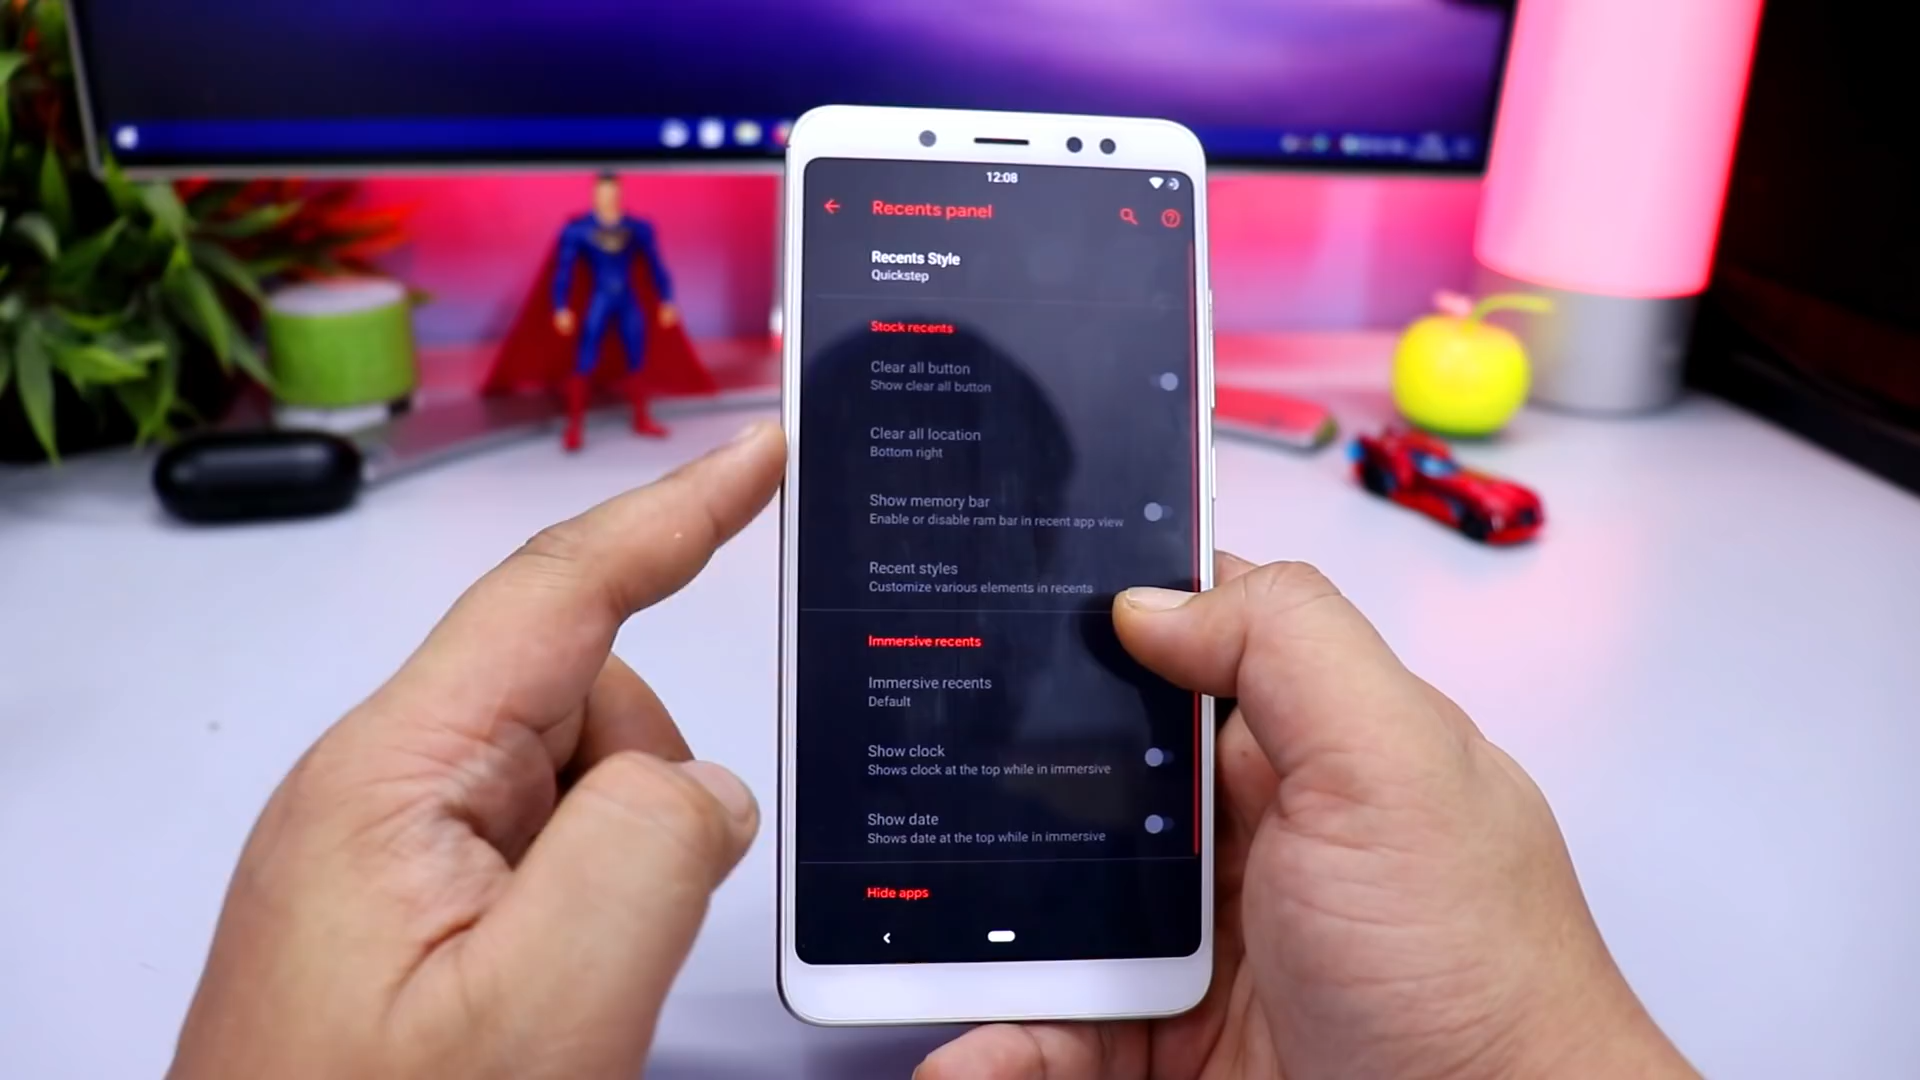 12:08
Recents panel
Recents Style
Quickstep
Stock recents
Clear all button
Show clear all button
Clear all location
Bottom right
Show memory bar
Enable or disable ram bar in recent app view
Recent styles
Customize various elements in recents
Immersive recents
Immersive recents
Default
Show clock
Shows clock at the top while in immersive
Show date
Shows date at the top while in immersive
Hide apps